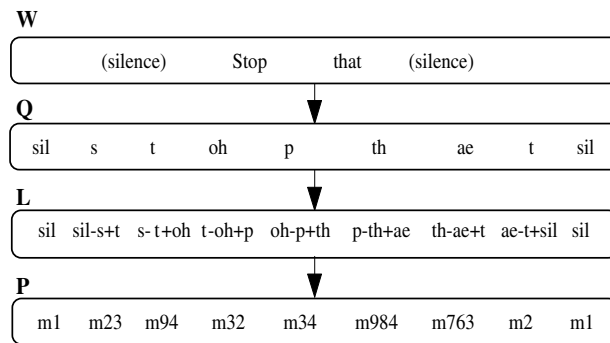 W
(silence) Stop that (silence)
Q
sil s t oh p th ae t sil
L
sil sil-s+t s-t+oh t-oh+p oh-p+th p-th+ae th-ae+t ae-t+sil sil
P
m1 m23 m94 m32 m34 m984 m763 m2 m1